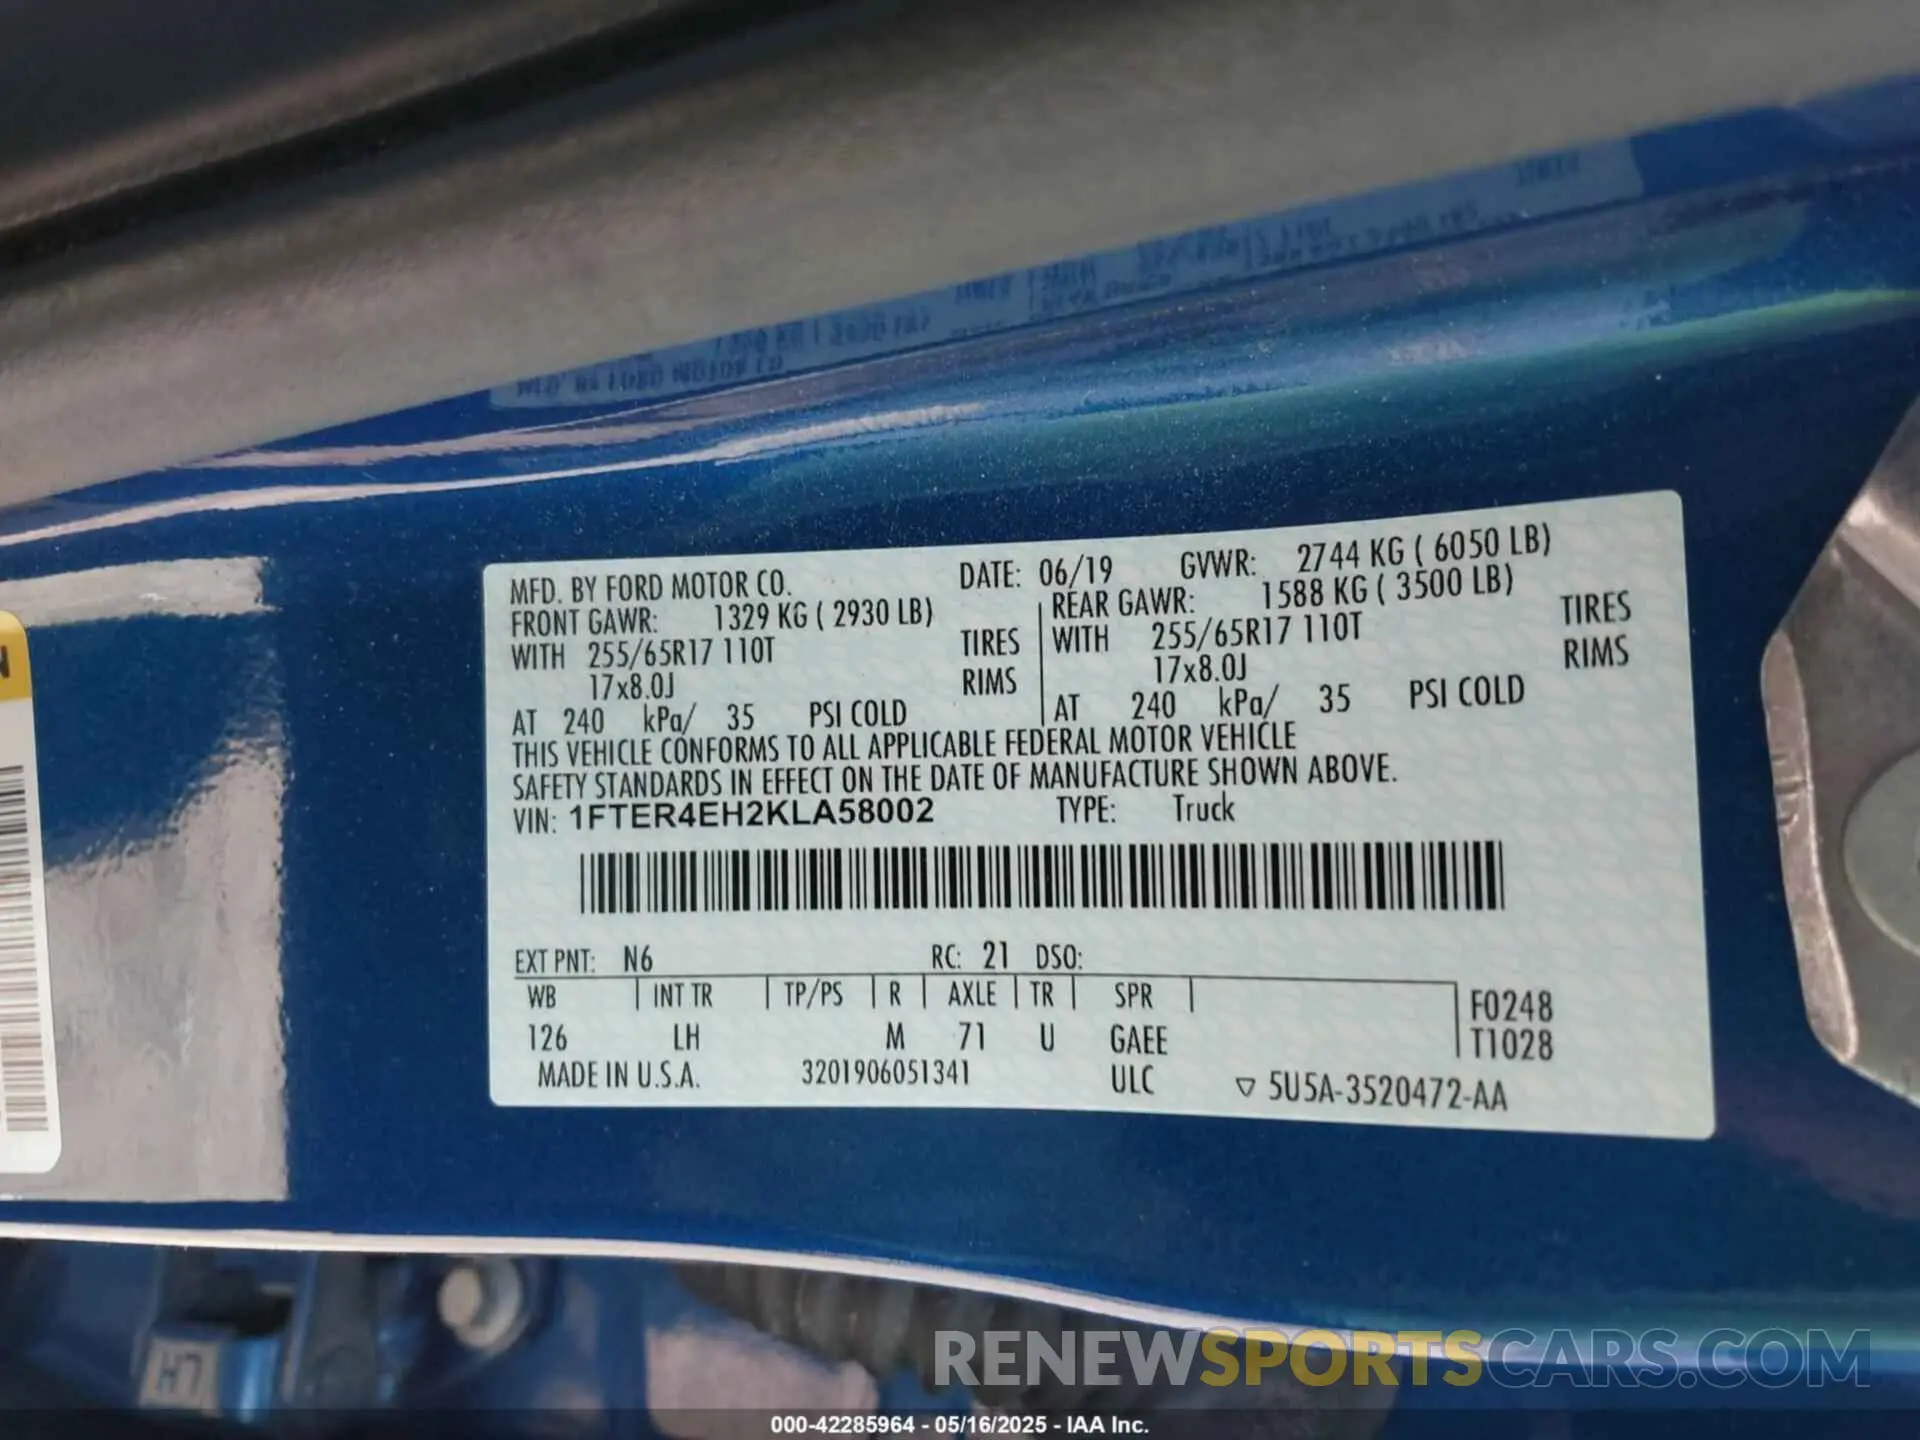 MFD. BY FORD MOTOR CO. DATE: 06/19 GVWR: 2744 KG ( 6050 LB)
FRONT GAWR: 1329 KG ( 2930 LB) REAR GAWR: 1588 KG ( 3500 LB)
WITH 255/65R17 110T TIRES WITH 255/65R17 110T TIRES
17x8.0J RIMS 17x8.0J RIMS
AT 240 kPa/ 35 PSI COLD AT 240 kPa/ 35 PSI COLD
THIS VEHICLE CONFORMS TO ALL APPLICABLE FEDERAL MOTOR VEHICLE
SAFETY STANDARDS IN EFFECT ON THE DATE OF MANUFACTURE SHOWN ABOVE.
VIN: 1FTER4EH2KLA58002 TYPE: Truck
EXT PNT: N6 RC: 21 DSO:
WB INT TR TP/PS R AXLE TR SPR F0248
126 LH M 71 U GAEE T1028
MADE IN U.S.A. 3201906051341 ULC ▽ 5U5A-3520472-AA
LH
RENEWSPORTSCARS.COM
000-42285964 - 05/16/2025 - IAA Inc.